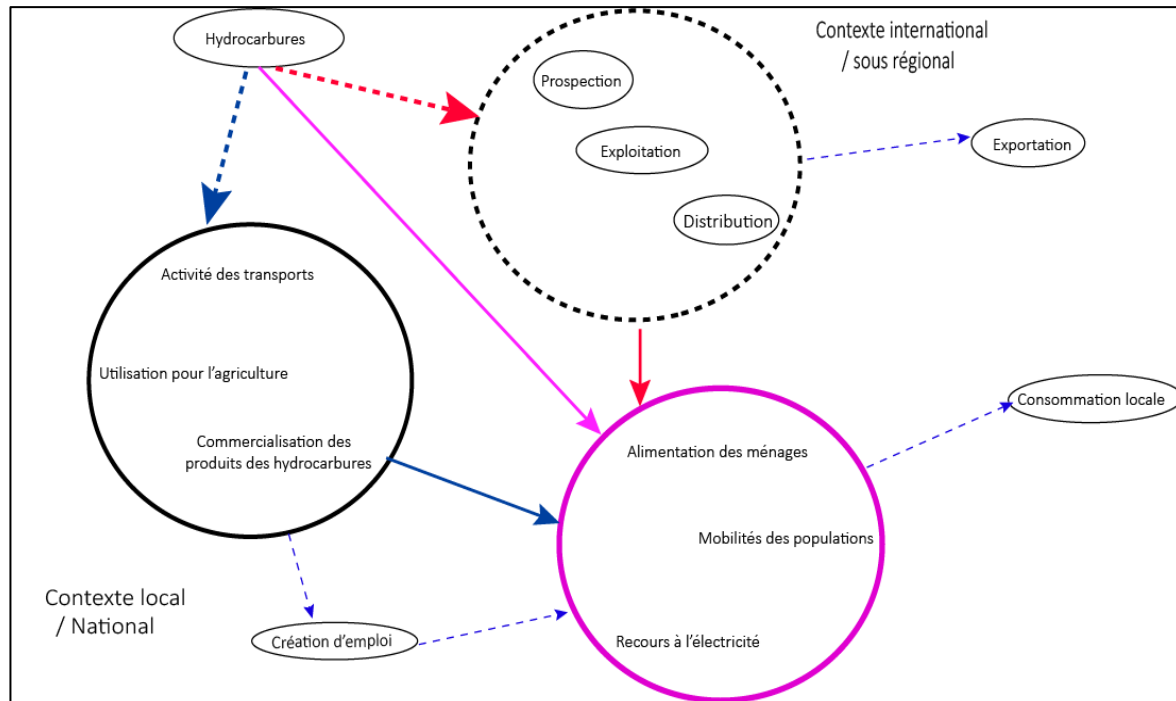 Hydrocarbures
Contexte international
/ sous régional
Prospection
Exploitation
Exportation
Distribution
Activité des transports
Utilisation pour l'agriculture
Commercialisation des
produits des hydrocarbures
Consommation locale
Alimentation des ménages
Mobilités des populations
Contexte local
/ National
Création d'emploi
Recours à l'électricité